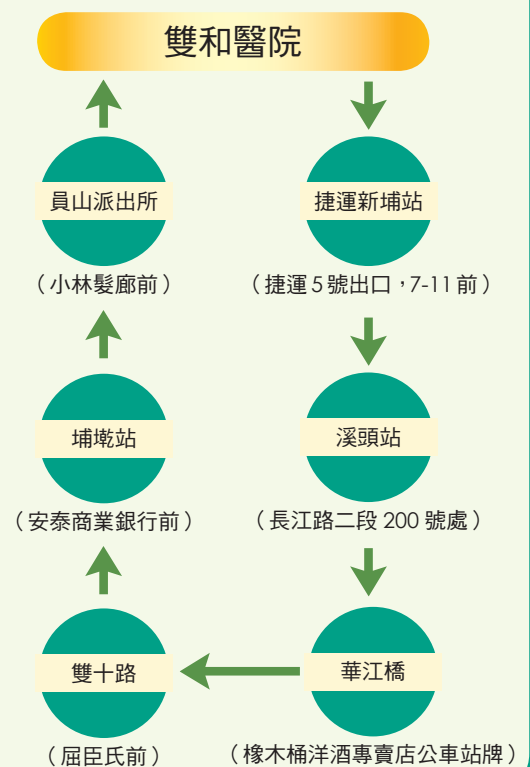 雙和醫院
員山派出所
捷運新埔站
（小林髮廊前）
（捷運5號出口，7-11前）
埔墘站
溪頭站
（安泰商業銀行前）
（長江路二段 200 號處）
雙十路
華江橋
（屈臣氏前）
（橡木桶洋酒專賣店公車站牌）